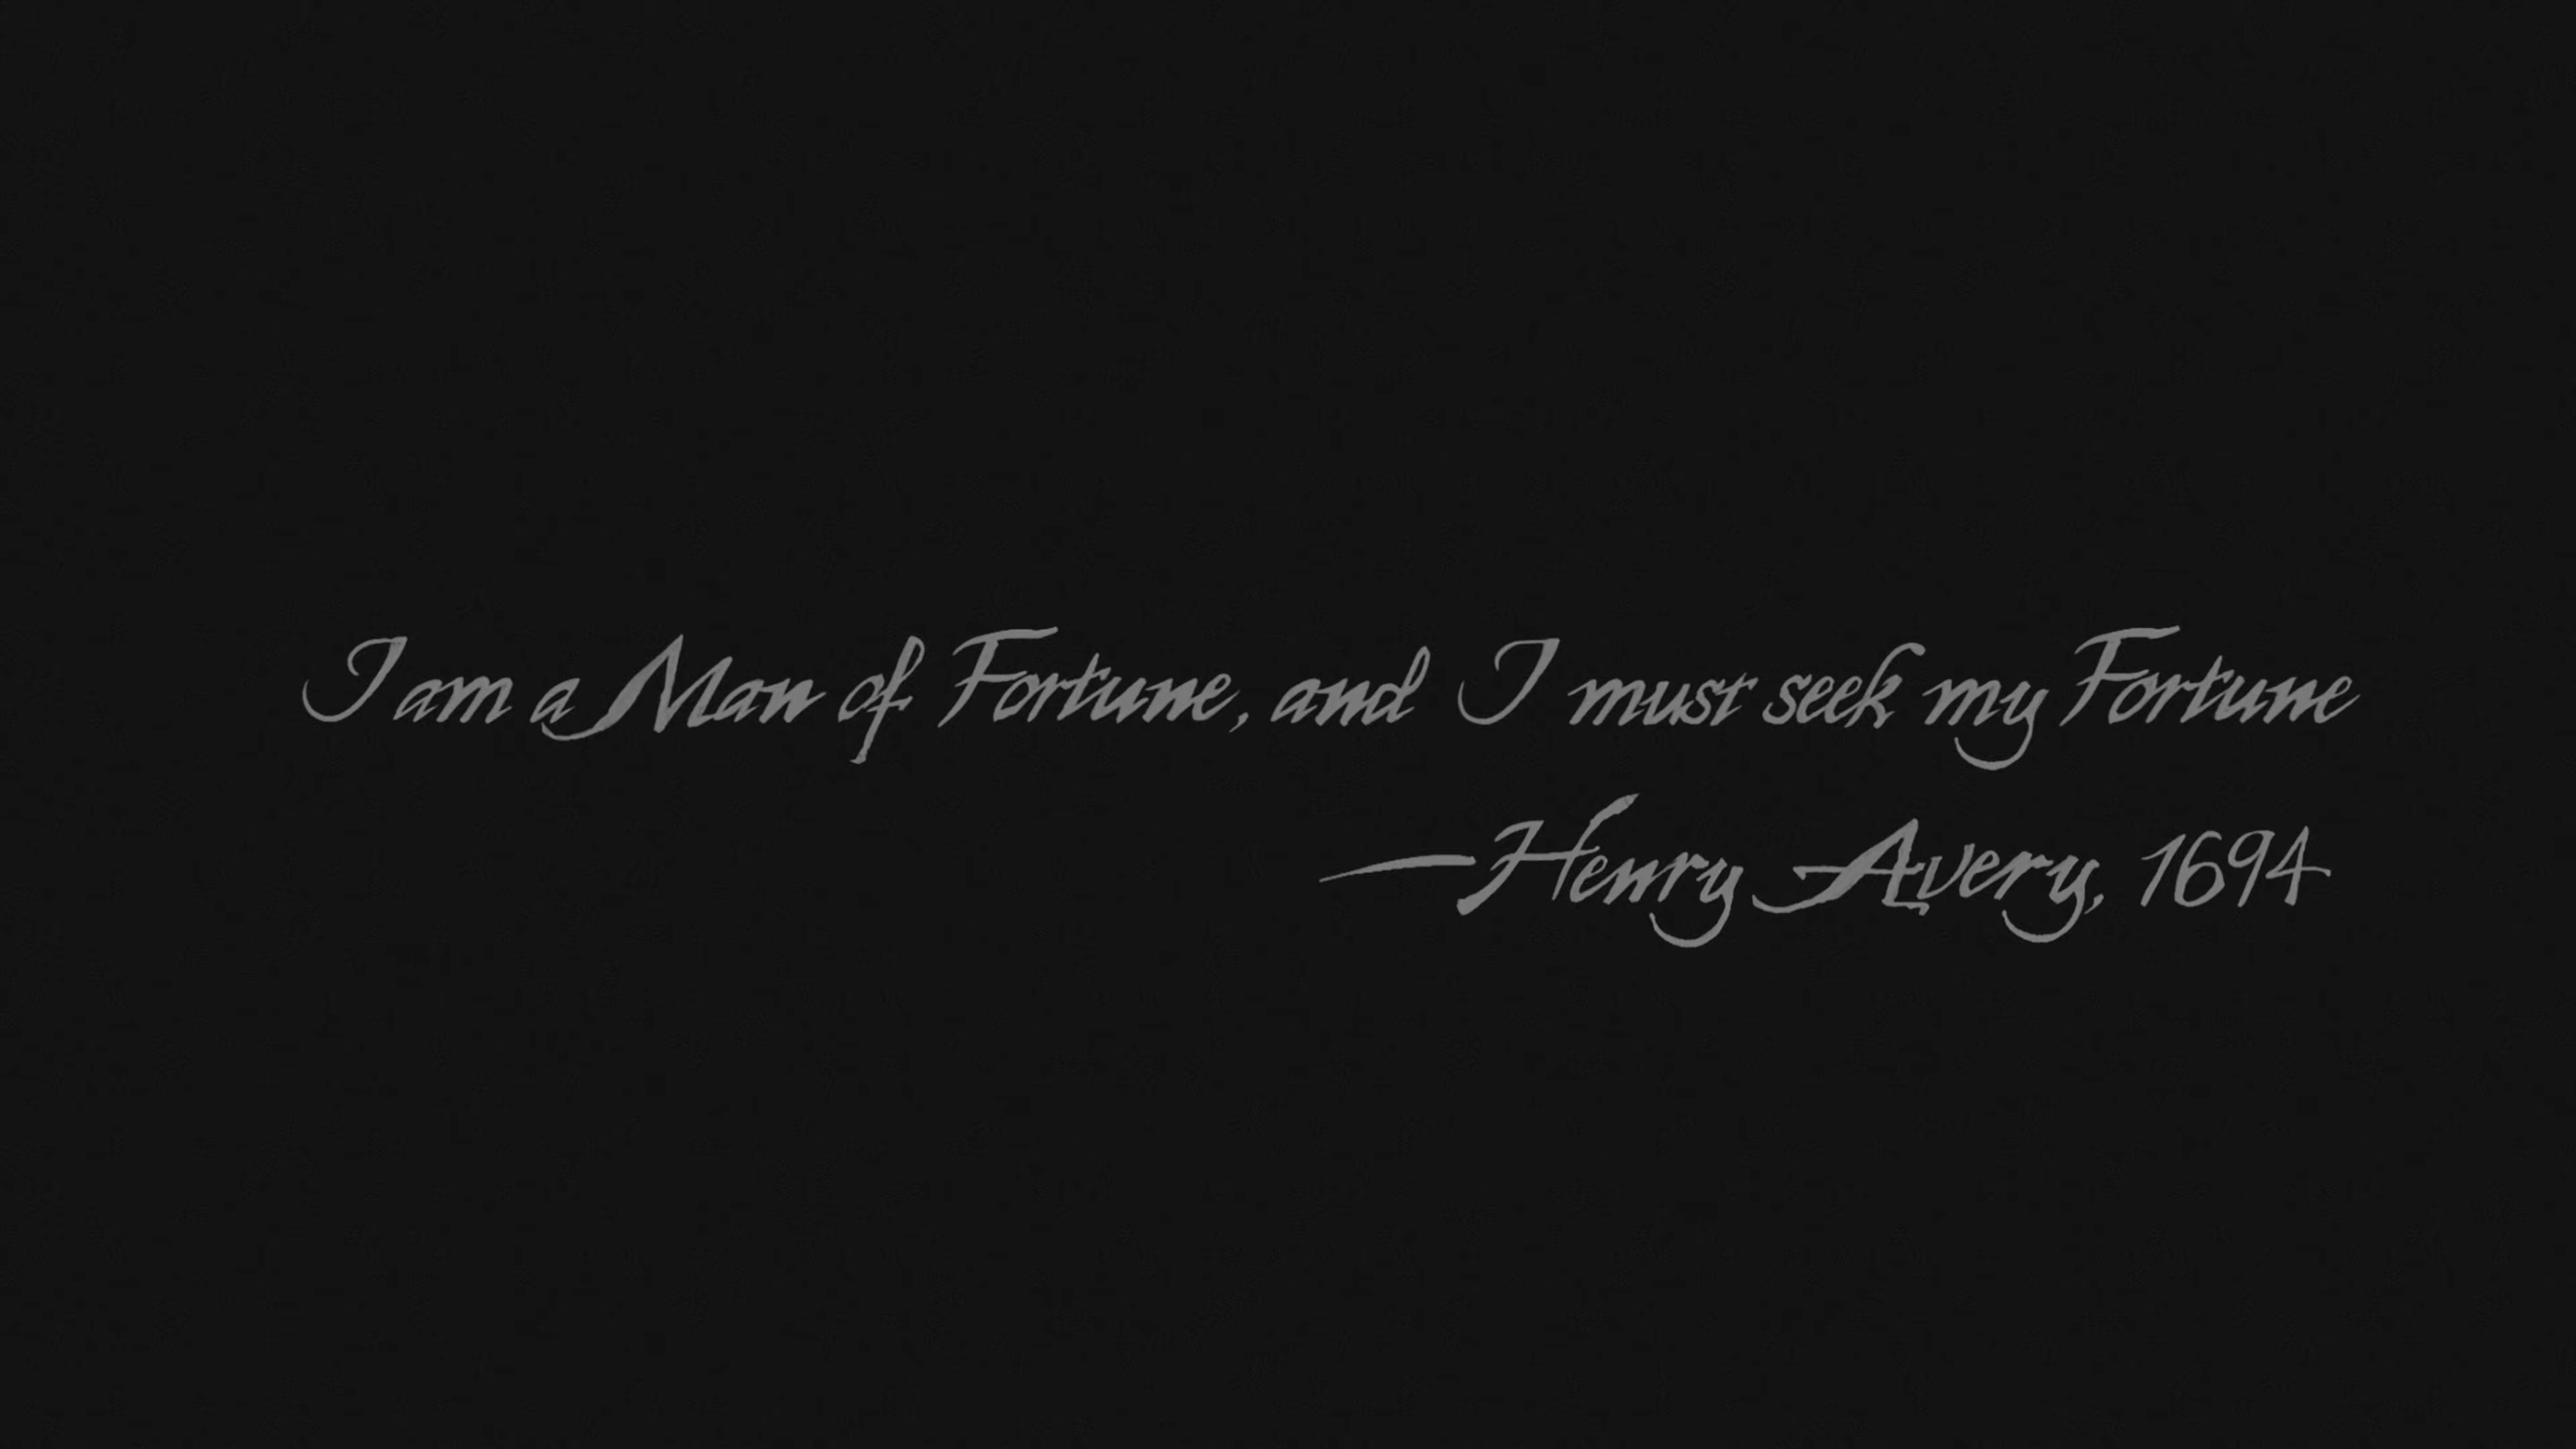 I am a Man of Fortune, and I must seek my Fortune
—Henry Avery, 1694